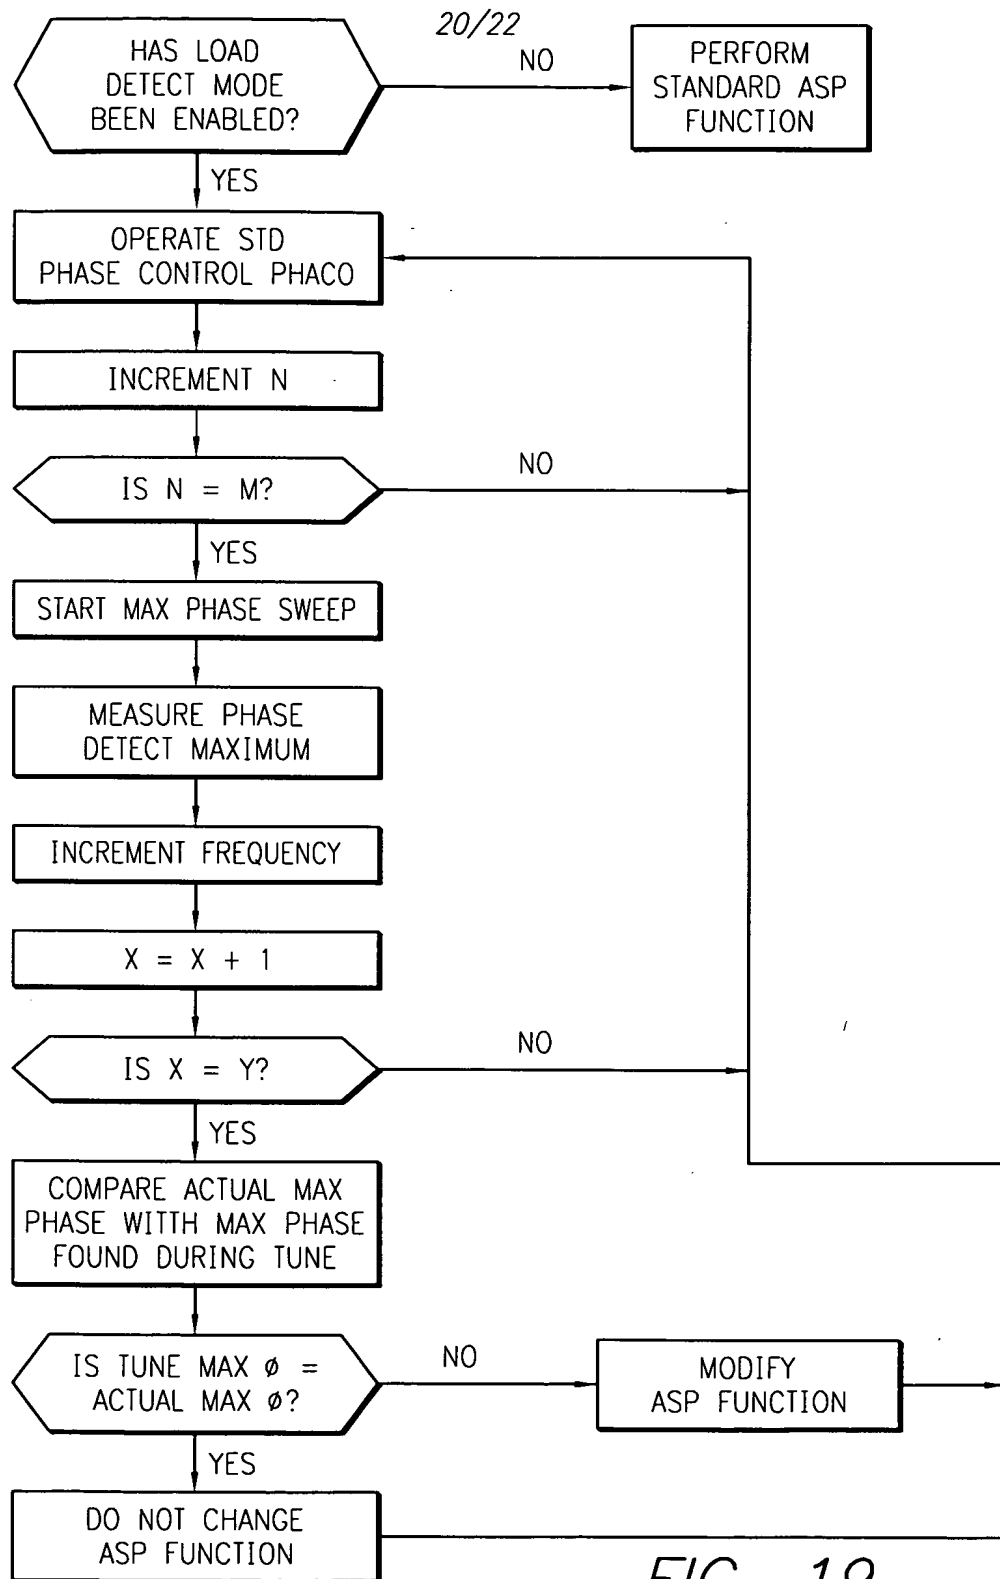 20/22
HAS LOAD
DETECT MODE
BEEN ENABLED?
NO
PERFORM
STANDARD ASP
FUNCTION
YES
OPERATE STD
PHASE CONTROL PHACO
INCREMENT N
IS N = M?
NO
YES
START MAX PHASE SWEEP
MEASURE PHASE
DETECT MAXIMUM
INCREMENT FREQUENCY
X = X + 1
IS X = Y?
NO
YES
COMPARE ACTUAL MAX
PHASE WITTH MAX PHASE
FOUND DURING TUNE
IS TUNE MAX ø =
ACTUAL MAX ø?
NO
MODIFY
ASP FUNCTION
YES
DO NOT CHANGE
ASP FUNCTION
FIG. 19